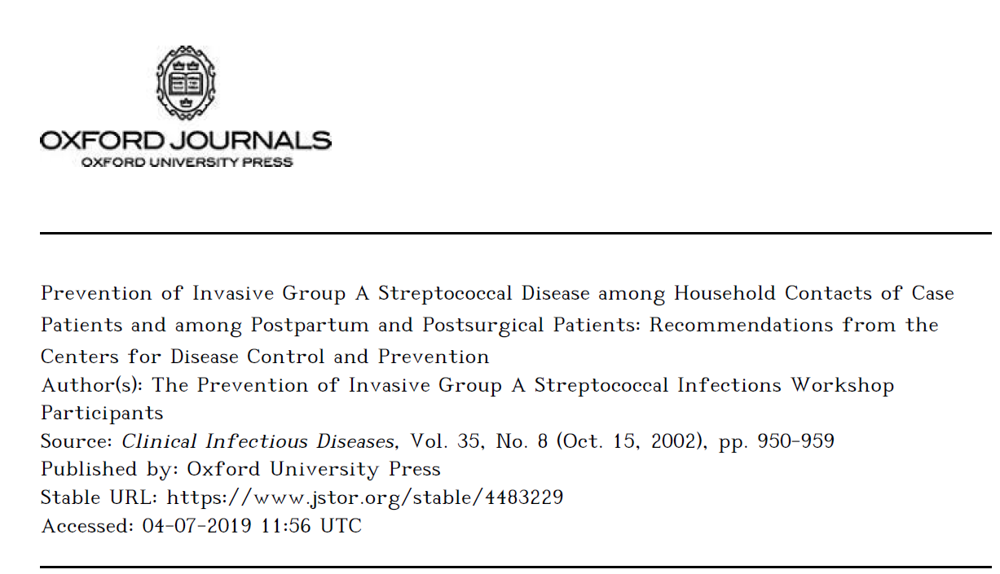 OXFORD JOURNALS
OXFORD UNIVERSITY PRESS
Prevention of Invasive Group A Streptococcal Disease among Household Contacts of Case
Patients and among Postpartum and Postsurgical Patients: Recommendations from the
Centers for Disease Control and Prevention
Author(s): The Prevention of Invasive Group A Streptococcal Infections Workshop
Participants
Source: Clinical Infectious Diseases, Vol. 35, No. 8 (Oct. 15, 2002), pp. 950-959
Published by: Oxford University Press
Stable URL: https://www.jstor.org/stable/4483229
Accessed: 04-07-2019 11:56 UTC